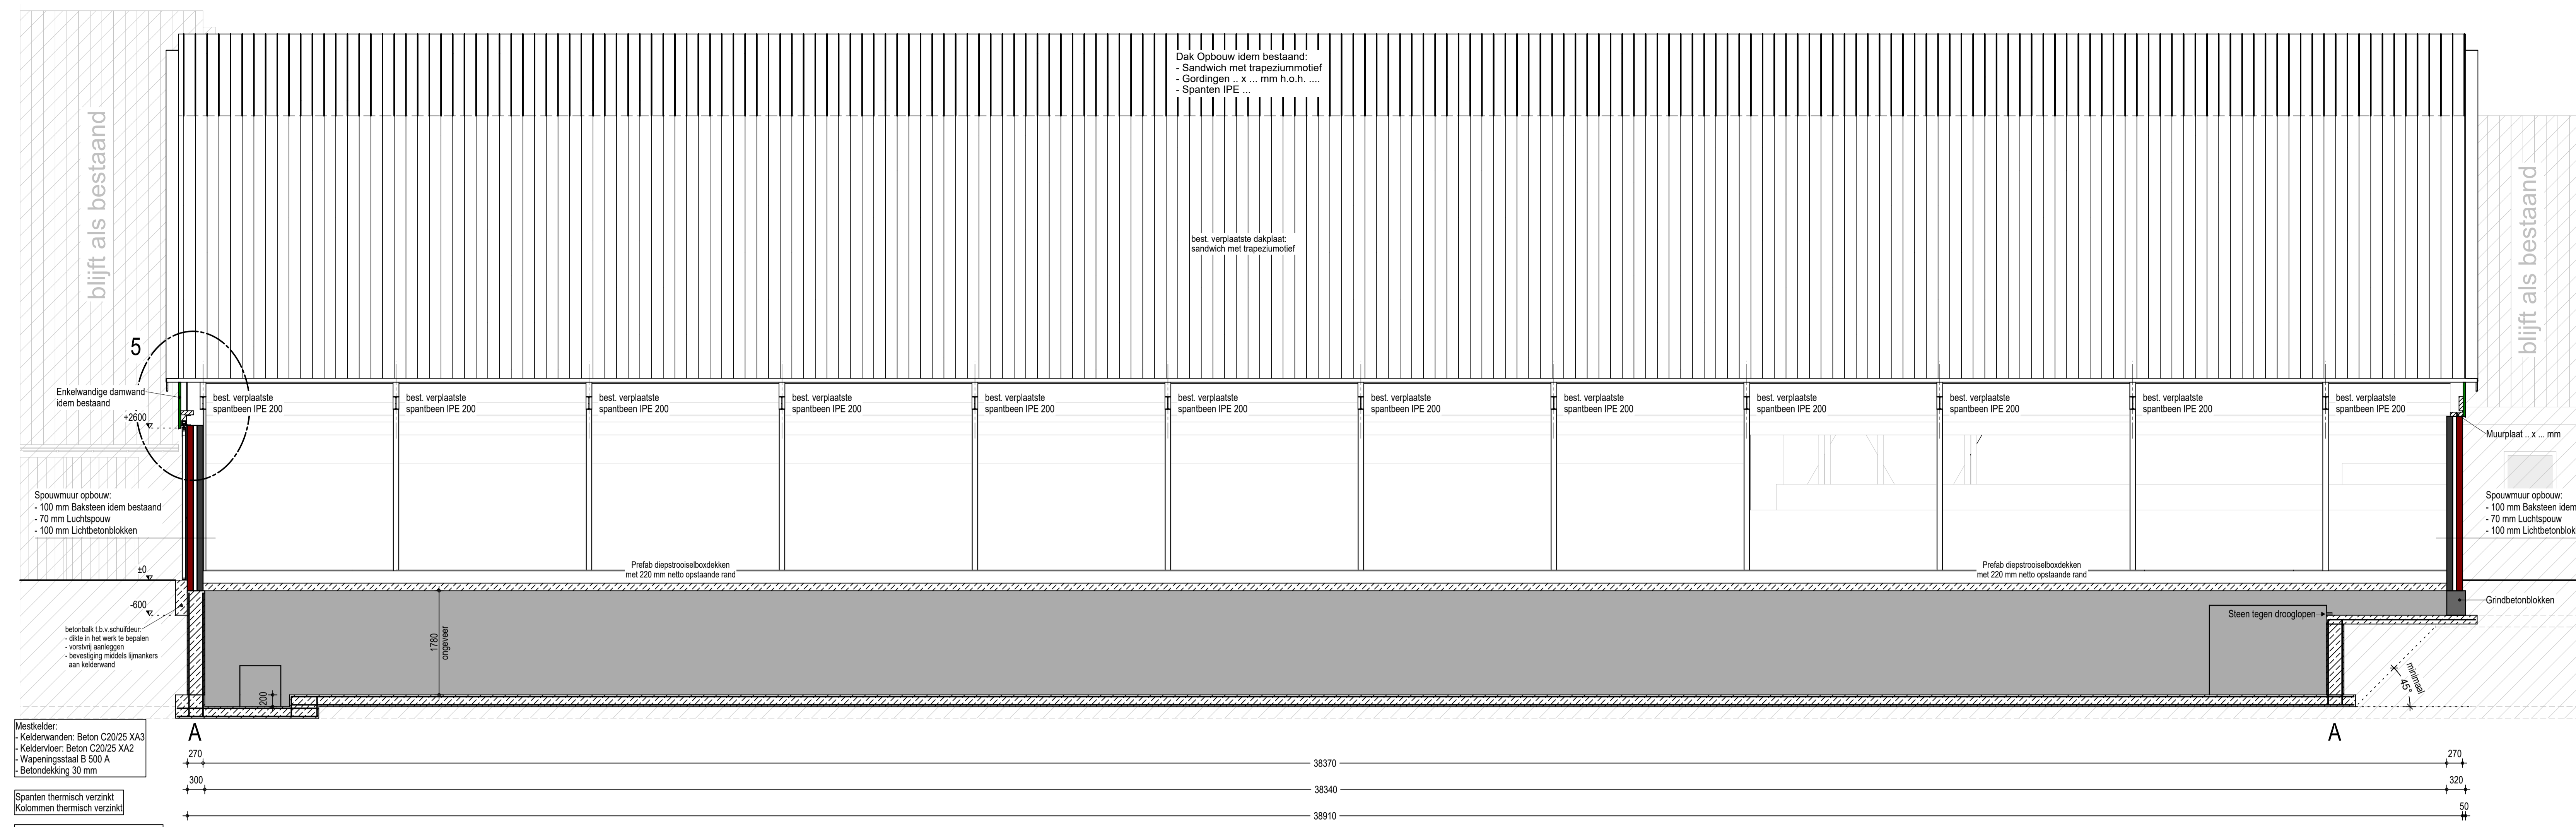 Dak Opbouw idem bestaand:
- Sandwich met trapeziummotief
- Gordingen .. x ... mm h.o.h. ....
- Spanten IPE ...
blijft als bestaand
blijft als bestaand
best. verplaatste dakplaat:
sandwich met trapeziumotief
5
Enkelwandige damwand
idem bestaand
+2600
best. verplaatste
spantbeen IPE 200
best. verplaatste
spantbeen IPE 200
best. verplaatste
spantbeen IPE 200
best. verplaatste
spantbeen IPE 200
best. verplaatste
spantbeen IPE 200
best. verplaatste
spantbeen IPE 200
best. verplaatste
spantbeen IPE 200
best. verplaatste
spantbeen IPE 200
best. verplaatste
spantbeen IPE 200
best. verplaatste
spantbeen IPE 200
best. verplaatste
spantbeen IPE 200
best. verplaatste
spantbeen IPE 200
Muurplaat .. x ... mm
Spouwmuur opbouw:
- 100 mm Baksteen idem bestaand
- 70 mm Luchtspouw
- 100 mm Lichtbetonblokken
Spouwmuur opbouw:
- 100 mm Baksteen idem
- 70 mm Luchtspouw
- 100 mm Lichtbetonblok
±0
Prefab diepstrooiselboxdekken
met 220 mm netto opstaande rand
Prefab diepstrooiselboxdekken
met 220 mm netto opstaande rand
-600
Grindbetonblokken
Steen tegen drooglopen
betonbalk t.b.v.schuifdeur:
- dikte in het werk te bepalen
- vorstvrij aanleggen
- bevestiging middels lijmankers
aan kelderwand
1780
ongeveer
200
minimaal
45°
Mestkelder:
- Kelderwanden: Beton C20/25 XA3
- Keldervloer: Beton C20/25 XA2
- Wapeningsstaal B 500 A
- Betondekking 30 mm
A
A
270
38370
270
300
38340
320
38910
50
Spanten thermisch verzinkt
Kolommen thermisch verzinkt